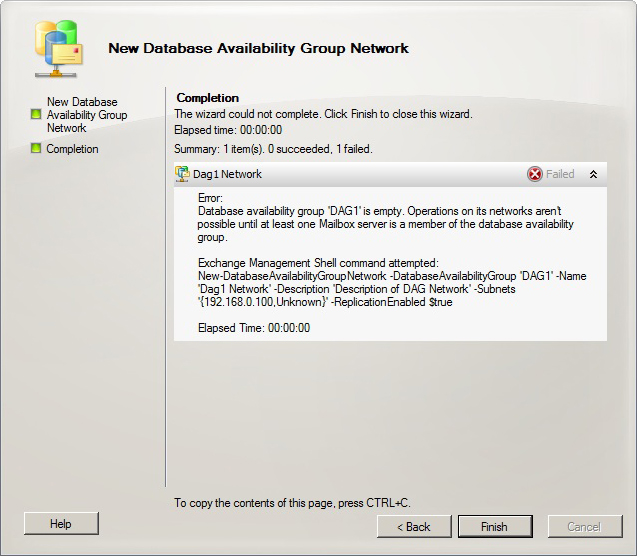 New Database Availability Group Network
New Database
Availability Group
Network
Completion
Completion
The wizard could not complete. Click Finish to close this wizard.
Elapsed time: 00:00:00
Summary: 1 item(s). 0 succeeded, 1 failed.
Dag1 Network
Failed
Error:
Database availability group 'DAG1' is empty. Operations on its networks aren't
possible until at least one Mailbox server is a member of the database availability
group.
Exchange Management Shell command attempted:
New-DatabaseAvailabilityGroupNetwork -DatabaseAvailabilityGroup 'DAG1' -Name
'Dag1 Network' -Description 'Description of DAG Network' -Subnets
'{192.168.0.100,Unknown}' -ReplicationEnabled $true
Elapsed Time: 00:00:00
To copy the contents of this page, press CTRL+C.
Help
< Back
Finish
Cancel